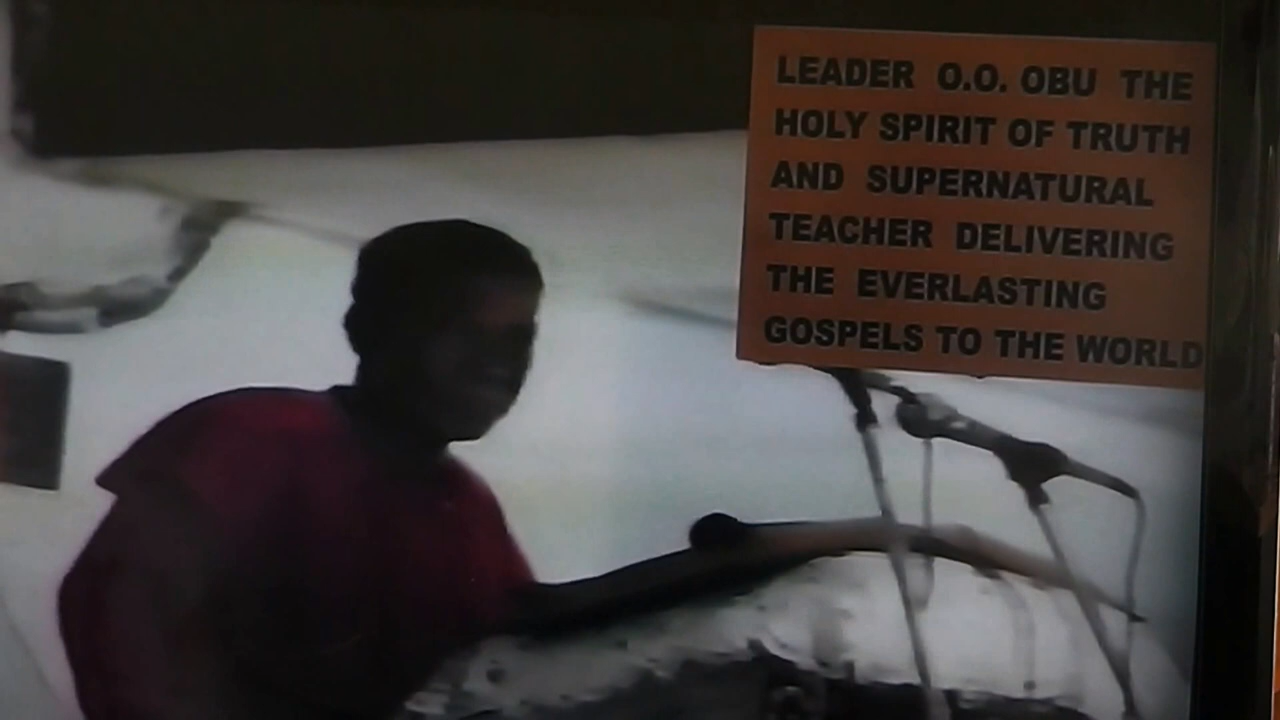 LEADER O.O. OBU THE
HOLY SPIRIT OF TRUTH
AND SUPERNATURAL
TEACHER DELIVERING
THE EVERLASTING
GOSPELS TO THE WORLD